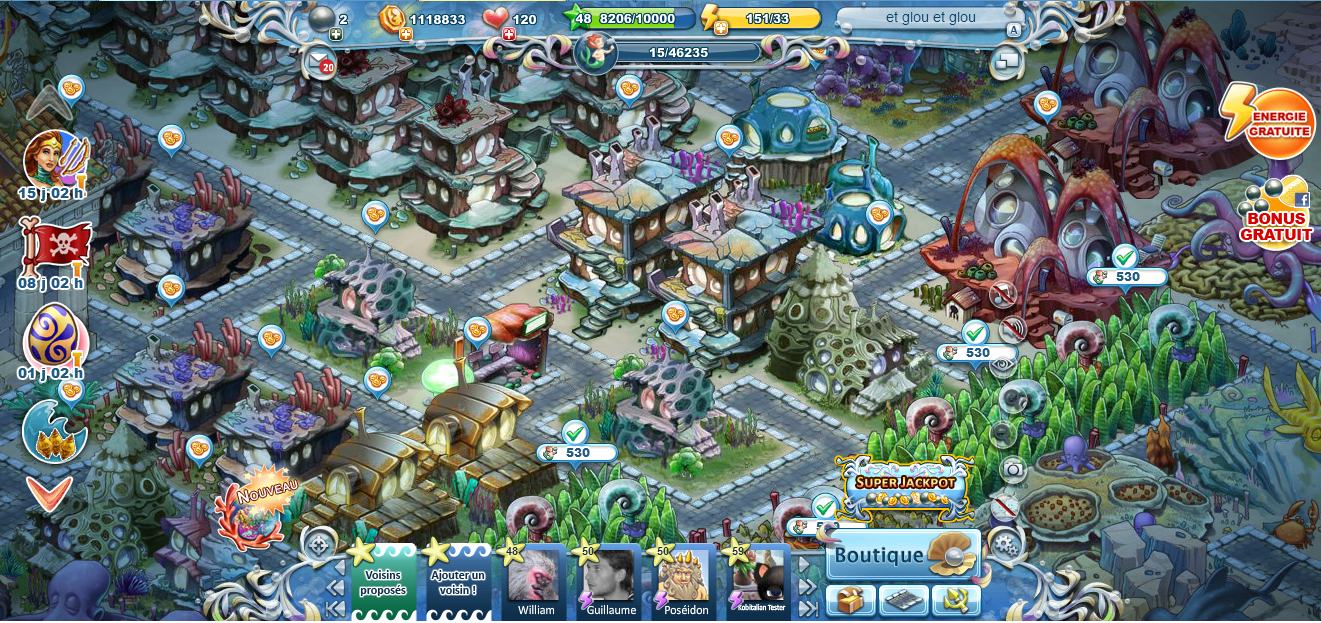 2
1118833
120
48 8206/10000
151/33
et glou et glou
A
15/46235
20
ENERGIE
GRATUITE
15 j 02 h
BONUS
GRATUIT
08 j 02 h
530
530
01 j 02 h
530
NOUVEAU
SUPER JACKPOT
Boutique
Voisins
proposés
Ajouter un
voisin !
48
William
50
Guillaume
50
Poséidon
59
Kobitalian Tester